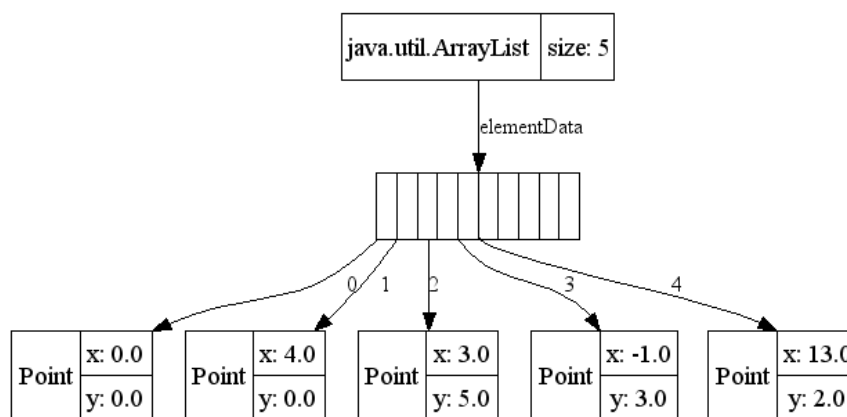 java.util.ArrayList size: 5
elementData
0 1 2 3 4
Point x: 0.0 y: 0.0
Point x: 4.0 y: 0.0
Point x: 3.0 y: 5.0
Point x: -1.0 y: 3.0
Point x: 13.0 y: 2.0